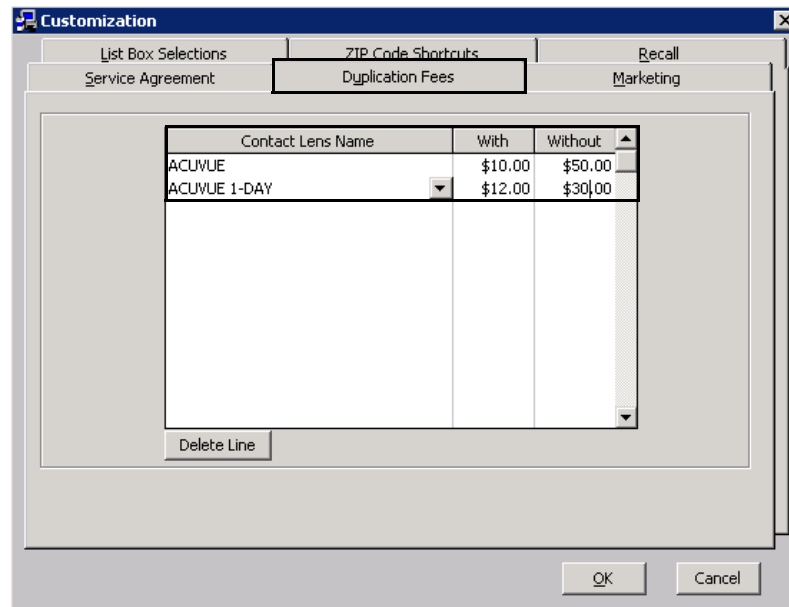 Customization
List Box Selections ZIP Code Shortcuts Recall
Service Agreement Duplication Fees Marketing
Contact Lens Name With Without
ACUVUE $10.00 $50.00
ACUVUE 1-DAY $12.00 $30.00
Delete Line
OK Cancel